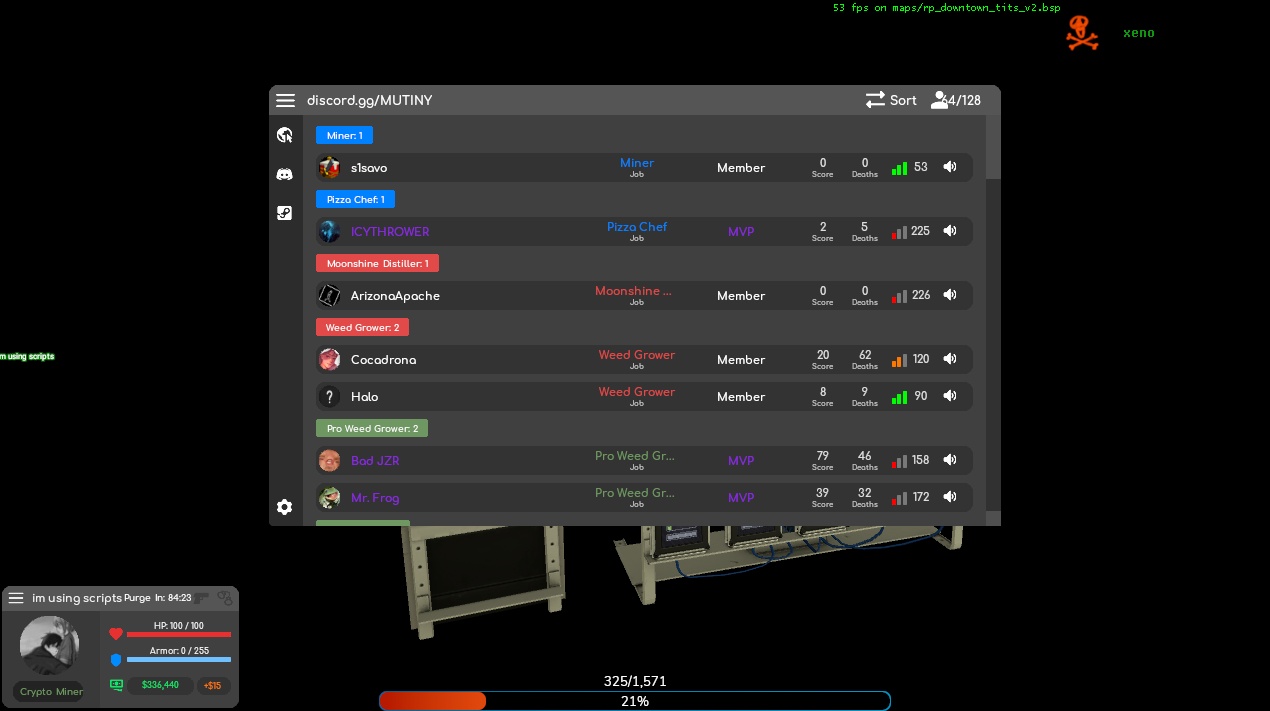 53 fps on maps/rp_downtown_tits_v2.bsp
xeno
discord.gg/MUTINY
Sort
64/128
Miner: 1
s1savo
Miner
Job
Member
0
Score
0
Deaths
53
Pizza Chef: 1
ICYTHROWER
Pizza Chef
Job
MVP
2
Score
5
Deaths
225
Moonshine Distiller: 1
ArizonaApache
Moonshine ...
Job
Member
0
Score
0
Deaths
226
Weed Grower: 2
Cocadrona
Weed Grower
Job
Member
20
Score
62
Deaths
120
Halo
Weed Grower
Job
Member
8
Score
9
Deaths
90
Pro Weed Grower: 2
Bad JZR
Pro Weed Gr...
Job
MVP
79
Score
46
Deaths
158
Mr. Frog
Pro Weed Gr...
Job
MVP
39
Score
32
Deaths
172
m using scripts
im using scripts
Purge In: 84:23
HP: 100 / 100
Armor: 0 / 255
Crypto Miner
$336,440
+$15
325/1,571
21%